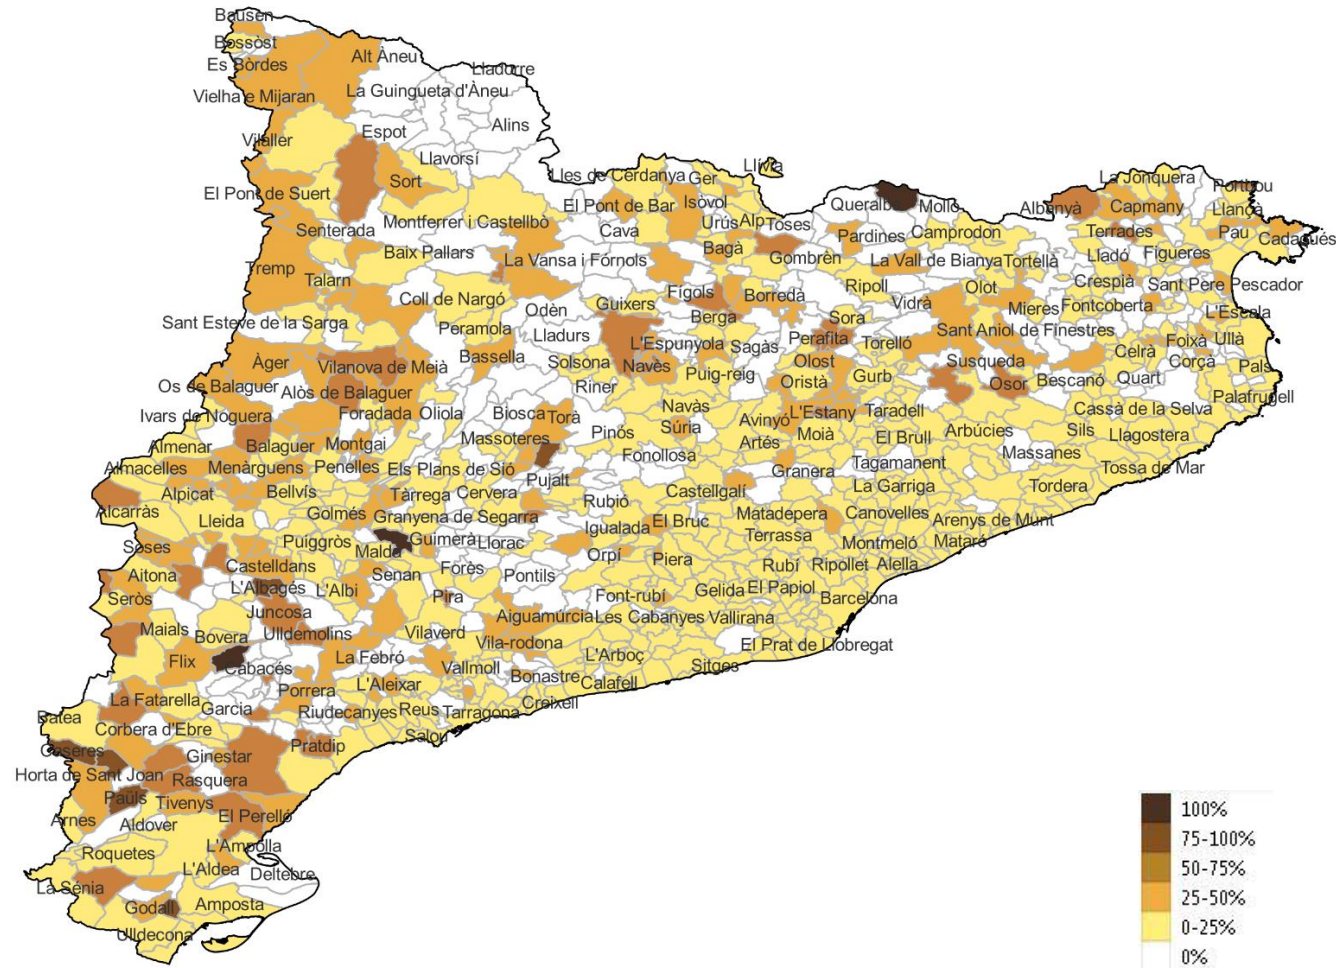 Bausen
Bossòst
Alt Àneu
Es Bòrdes
Lladorre
La Guingueta d'Àneu
Vielha e Mijaran
Alins
Espot
Vilaller
Llavorsí
Llívia
Lles de Cerdanya
Ger
La Jonquera
Portbou
Sort
El Pont de Suert
El Pont de Bar
Isòvol
Queralbs
Molló
Albanyà
Capmany
Llançà
Montferrer i Castellbò
Urús
Alp
Toses
Senterada
Cava
Pardines
Camprodon
Terrades
Pau
Cadaqués
Baix Pallars
Bagà
La Vansa i Fórnols
Gombrèn
La Vall de Bianya
Tortellà
Lladó
Figueres
Tremp
Talarn
Crespià
Sant Pere Pescador
Coll de Nargó
Guixers
Fígols
Borredà
Ripoll
Olot
Vidrà
Mieres
Fontcoberta
Odèn
Berga
Sora
L'Escala
Sant Esteve de la Sarga
Peramola
Lladurs
L'Espunyola
Sagàs
Perafita
Torelló
Sant Aniol de Finestres
Foixà
Ullà
Àger
Vilanova de Meià
Bassella
Solsona
Navès
Olost
Susqueda
Celrà
Corçà
Pals
Os de Balaguer
Alòs de Balaguer
Riner
Puig-reig
Oristà
Gurb
Osor
Bescanó
Quart
Palafrugell
Ivars de Noguera
Foradada
Oliola
Biosca
Torà
Navàs
Avinyó
L'Estany
Taradell
Cassà de la Selva
Almenar
Balaguer
Montgai
Massoteres
Pinós
Súria
Artés
Moià
El Brull
Arbúcies
Sils
Llagostera
Almacelles
Menàrguens
Penelles
Els Plans de Sió
Pujalt
Fonollosa
Granera
Tagamanent
Massanes
Tossa de Mar
Alpicat
Bellvís
Tàrrega
Cervera
Rubió
Castellgalí
La Garriga
Tordera
Alcarràs
Lleida
Golmés
Granyena de Segarra
Igualada
El Bruc
Matadepera
Canovelles
Arenys de Munt
Soses
Puiggròs
Maldà
Guimerà
Llorac
Orpí
Piera
Terrassa
Montmeló
Mataró
Aitona
Castelldans
Senan
Forès
Pontils
Rubí
Ripollet
Alella
Seròs
L'Albagés
L'Albi
Pira
Font-rubí
Gelida
El Papiol
Barcelona
Juncosa
Maials
Bovera
Ulldemolins
Vilaverd
Aiguamúrcia
Les Cabanyes
Vallirana
Vila-rodona
El Prat de Llobregat
Flix
Cabacés
La Febró
Vallmoll
L'Arboç
Sitges
La Fatarella
Porrera
L'Aleixar
Bonastre
Calafell
Batea
Garcia
Riudecanyes
Reus
Tarragona
Creixell
Corbera d'Ebre
Salou
Caseres
Ginestar
Pratdip
Horta de Sant Joan
Rasquera
Paüls
Tivenys
El Perelló
Arnes
Aldover
L'Ampolla
Roquetes
L'Aldea
Deltebre
La Sénia
Godall
Amposta
Ulldecona
100%
75-100%
50-75%
25-50%
0-25%
0%